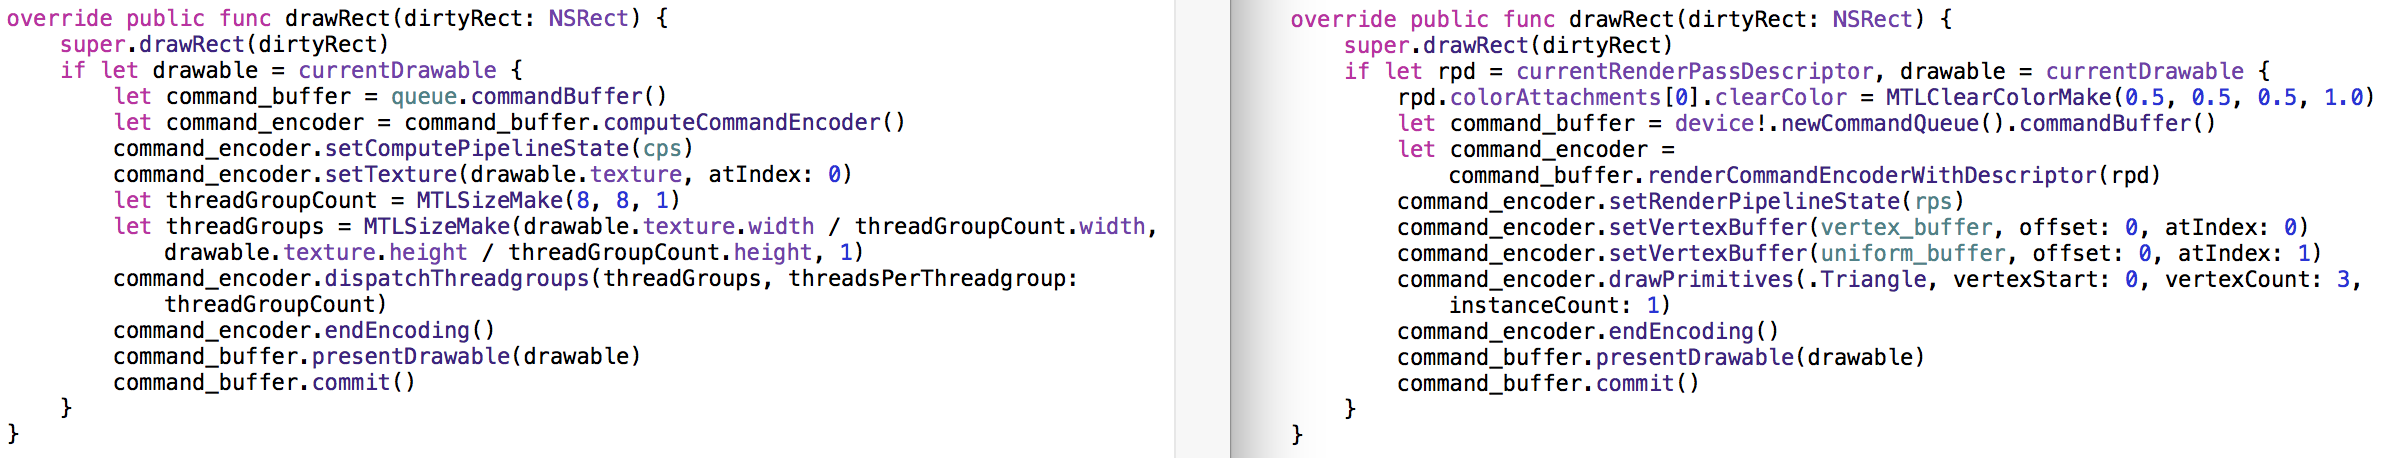 override public func drawRect(dirtyRect: NSRect) {
    super.drawRect(dirtyRect)
    if let drawable = currentDrawable {
        let command_buffer = queue.commandBuffer()
        let command_encoder = command_buffer.computeCommandEncoder()
        command_encoder.setComputePipelineState(cps)
        command_encoder.setTexture(drawable.texture, atIndex: 0)
        let threadGroupCount = MTLSizeMake(8, 8, 1)
        let threadGroups = MTLSizeMake(drawable.texture.width / threadGroupCount.width,
            drawable.texture.height / threadGroupCount.height, 1)
        command_encoder.dispatchThreadgroups(threadGroups, threadsPerThreadgroup:
            threadGroupCount)
        command_encoder.endEncoding()
        command_buffer.presentDrawable(drawable)
        command_buffer.commit()
    }
}
override public func drawRect(dirtyRect: NSRect) {
    super.drawRect(dirtyRect)
    if let rpd = currentRenderPassDescriptor, drawable = currentDrawable {
        rpd.colorAttachments[0].clearColor = MTLClearColorMake(0.5, 0.5, 0.5, 1.0)
        let command_buffer = device!.newCommandQueue().commandBuffer()
        let command_encoder =
            command_buffer.renderCommandEncoderWithDescriptor(rpd)
        command_encoder.setRenderPipelineState(rps)
        command_encoder.setVertexBuffer(vertex_buffer, offset: 0, atIndex: 0)
        command_encoder.setVertexBuffer(uniform_buffer, offset: 0, atIndex: 1)
        command_encoder.drawPrimitives(.Triangle, vertexStart: 0, vertexCount: 3,
            instanceCount: 1)
        command_encoder.endEncoding()
        command_buffer.presentDrawable(drawable)
        command_buffer.commit()
    }
}